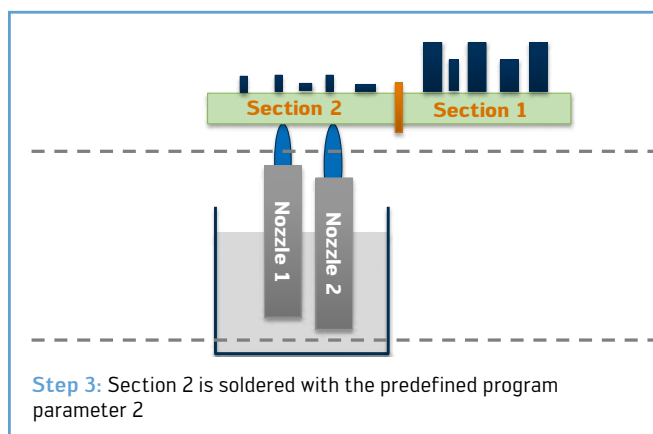 Section 2 Section 1
Nozzle 1
Nozzle 2
Step 3: Section 2 is soldered with the predefined program
parameter 2